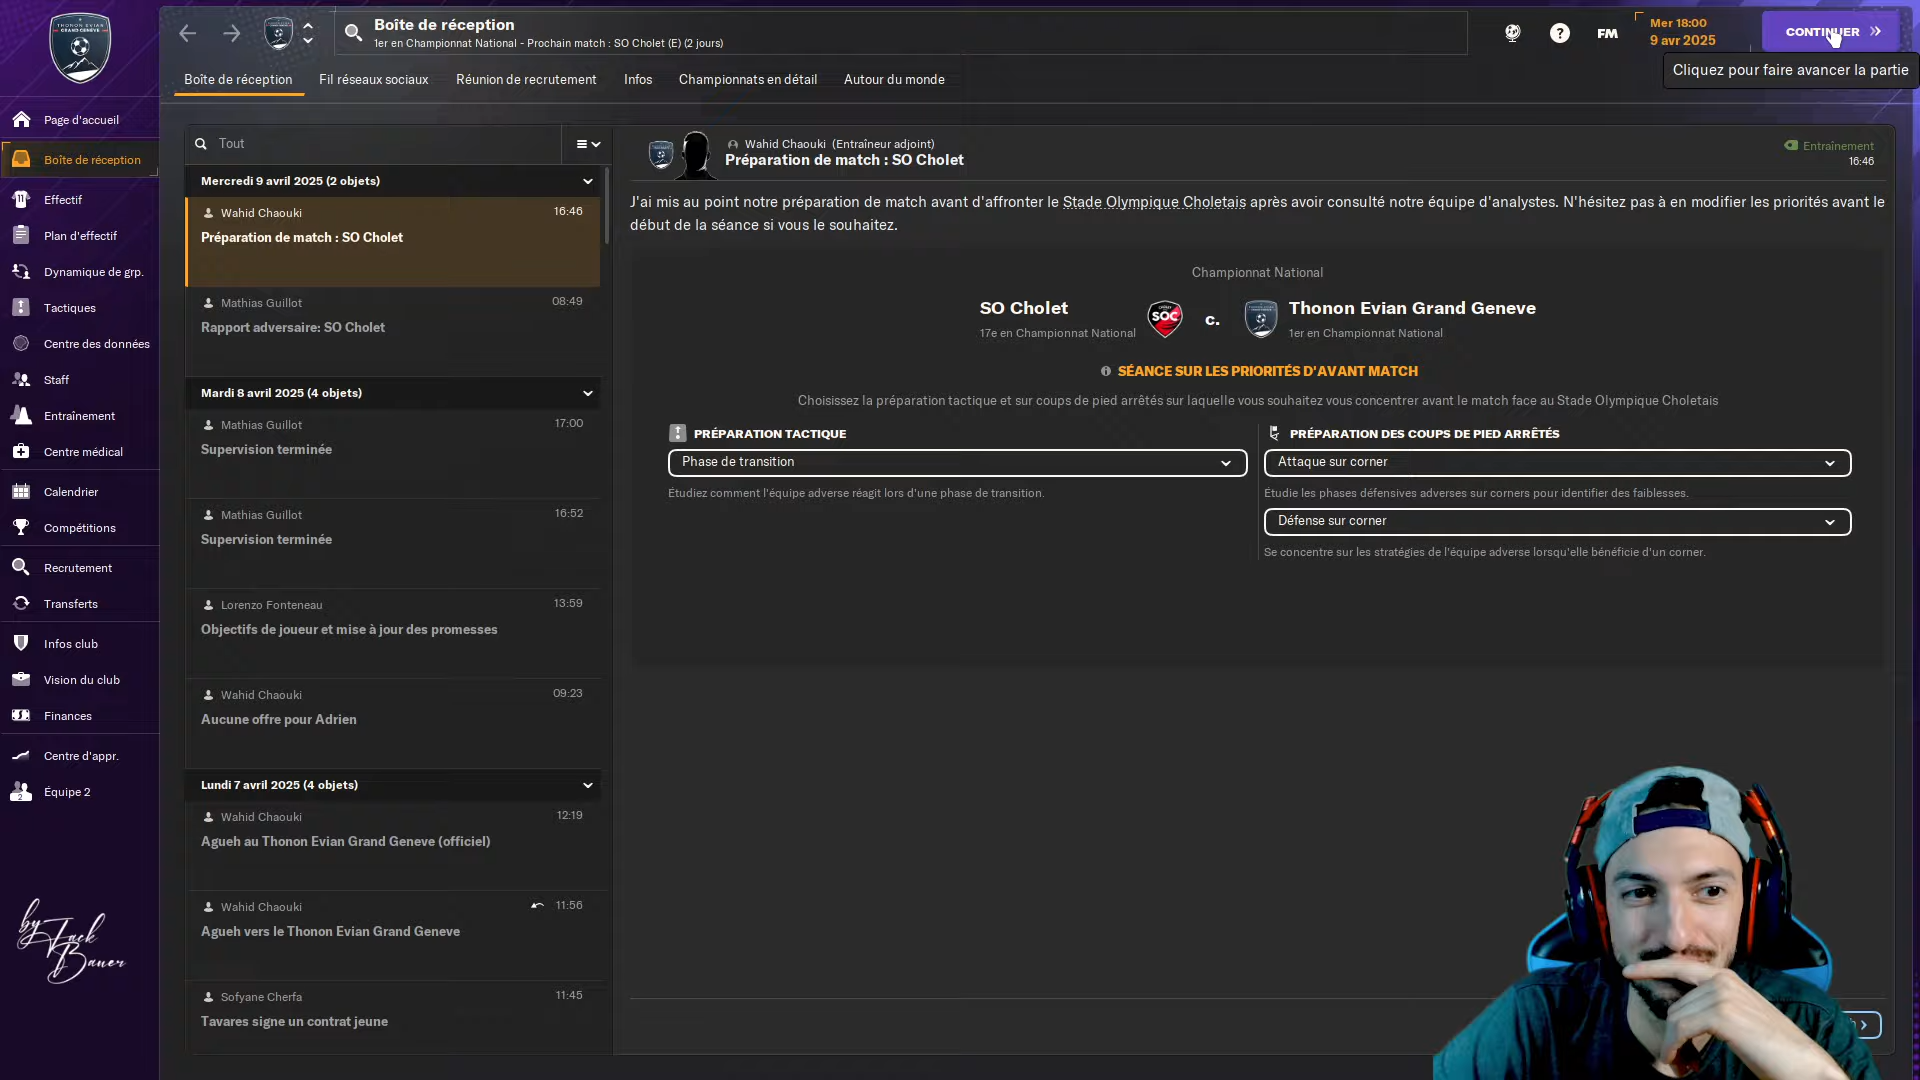 Boîte de réception
1er en Championnat National - Prochain match : SO Cholet (E) (2 jours)
?
FM
Mer 18:00
9 avr 2025
CONTINUER
Cliquez pour faire avancer la partie
Boîte de réception
Fil réseaux sociaux
Réunion de recrutement
Infos
Championnats en détail
Autour du monde
Page d'accueil
Boîte de réception
Effectif
Plan d'effectif
Dynamique de grp.
Tactiques
Centre des données
Staff
Entraînement
Centre médical
Calendrier
Compétitions
Recrutement
Transferts
Infos club
Vision du club
Finances
Centre d'appr.
Équipe 2
by Jack Bauer
Tout
Mercredi 9 avril 2025 (2 objets)
Wahid Chaouki 16:46
Préparation de match : SO Cholet
Mathias Guillot 08:49
Rapport adversaire: SO Cholet
Mardi 8 avril 2025 (4 objets)
Mathias Guillot 17:00
Supervision terminée
Mathias Guillot 16:52
Supervision terminée
Lorenzo Fonteneau 13:59
Objectifs de joueur et mise à jour des promesses
Wahid Chaouki 09:23
Aucune offre pour Adrien
Lundi 7 avril 2025 (4 objets)
Wahid Chaouki 12:19
Agueh au Thonon Evian Grand Geneve (officiel)
Wahid Chaouki 11:56
Agueh vers le Thonon Evian Grand Geneve
Sofyane Cherfa 11:45
Tavares signe un contrat jeune
Wahid Chaouki (Entraîneur adjoint)
Préparation de match : SO Cholet
Entraînement
16:46
J'ai mis au point notre préparation de match avant d'affronter le Stade Olympique Choletais après avoir consulté notre équipe d'analystes. N'hésitez pas à en modifier les priorités avant le
début de la séance si vous le souhaitez.
Championnat National
SO Cholet
17e en Championnat National
SOC
c.
Thonon Evian Grand Geneve
1er en Championnat National
SÉANCE SUR LES PRIORITÉS D'AVANT MATCH
Choisissez la préparation tactique et sur coups de pied arrêtés sur laquelle vous souhaitez vous concentrer avant le match face au Stade Olympique Choletais
PRÉPARATION TACTIQUE
Phase de transition
Étudiez comment l'équipe adverse réagit lors d'une phase de transition.
PRÉPARATION DES COUPS DE PIED ARRÊTÉS
Attaque sur corner
Étudie les phases défensives adverses sur corners pour identifier des faiblesses.
Défense sur corner
Se concentre sur les stratégies de l'équipe adverse lorsqu'elle bénéficie d'un corner.